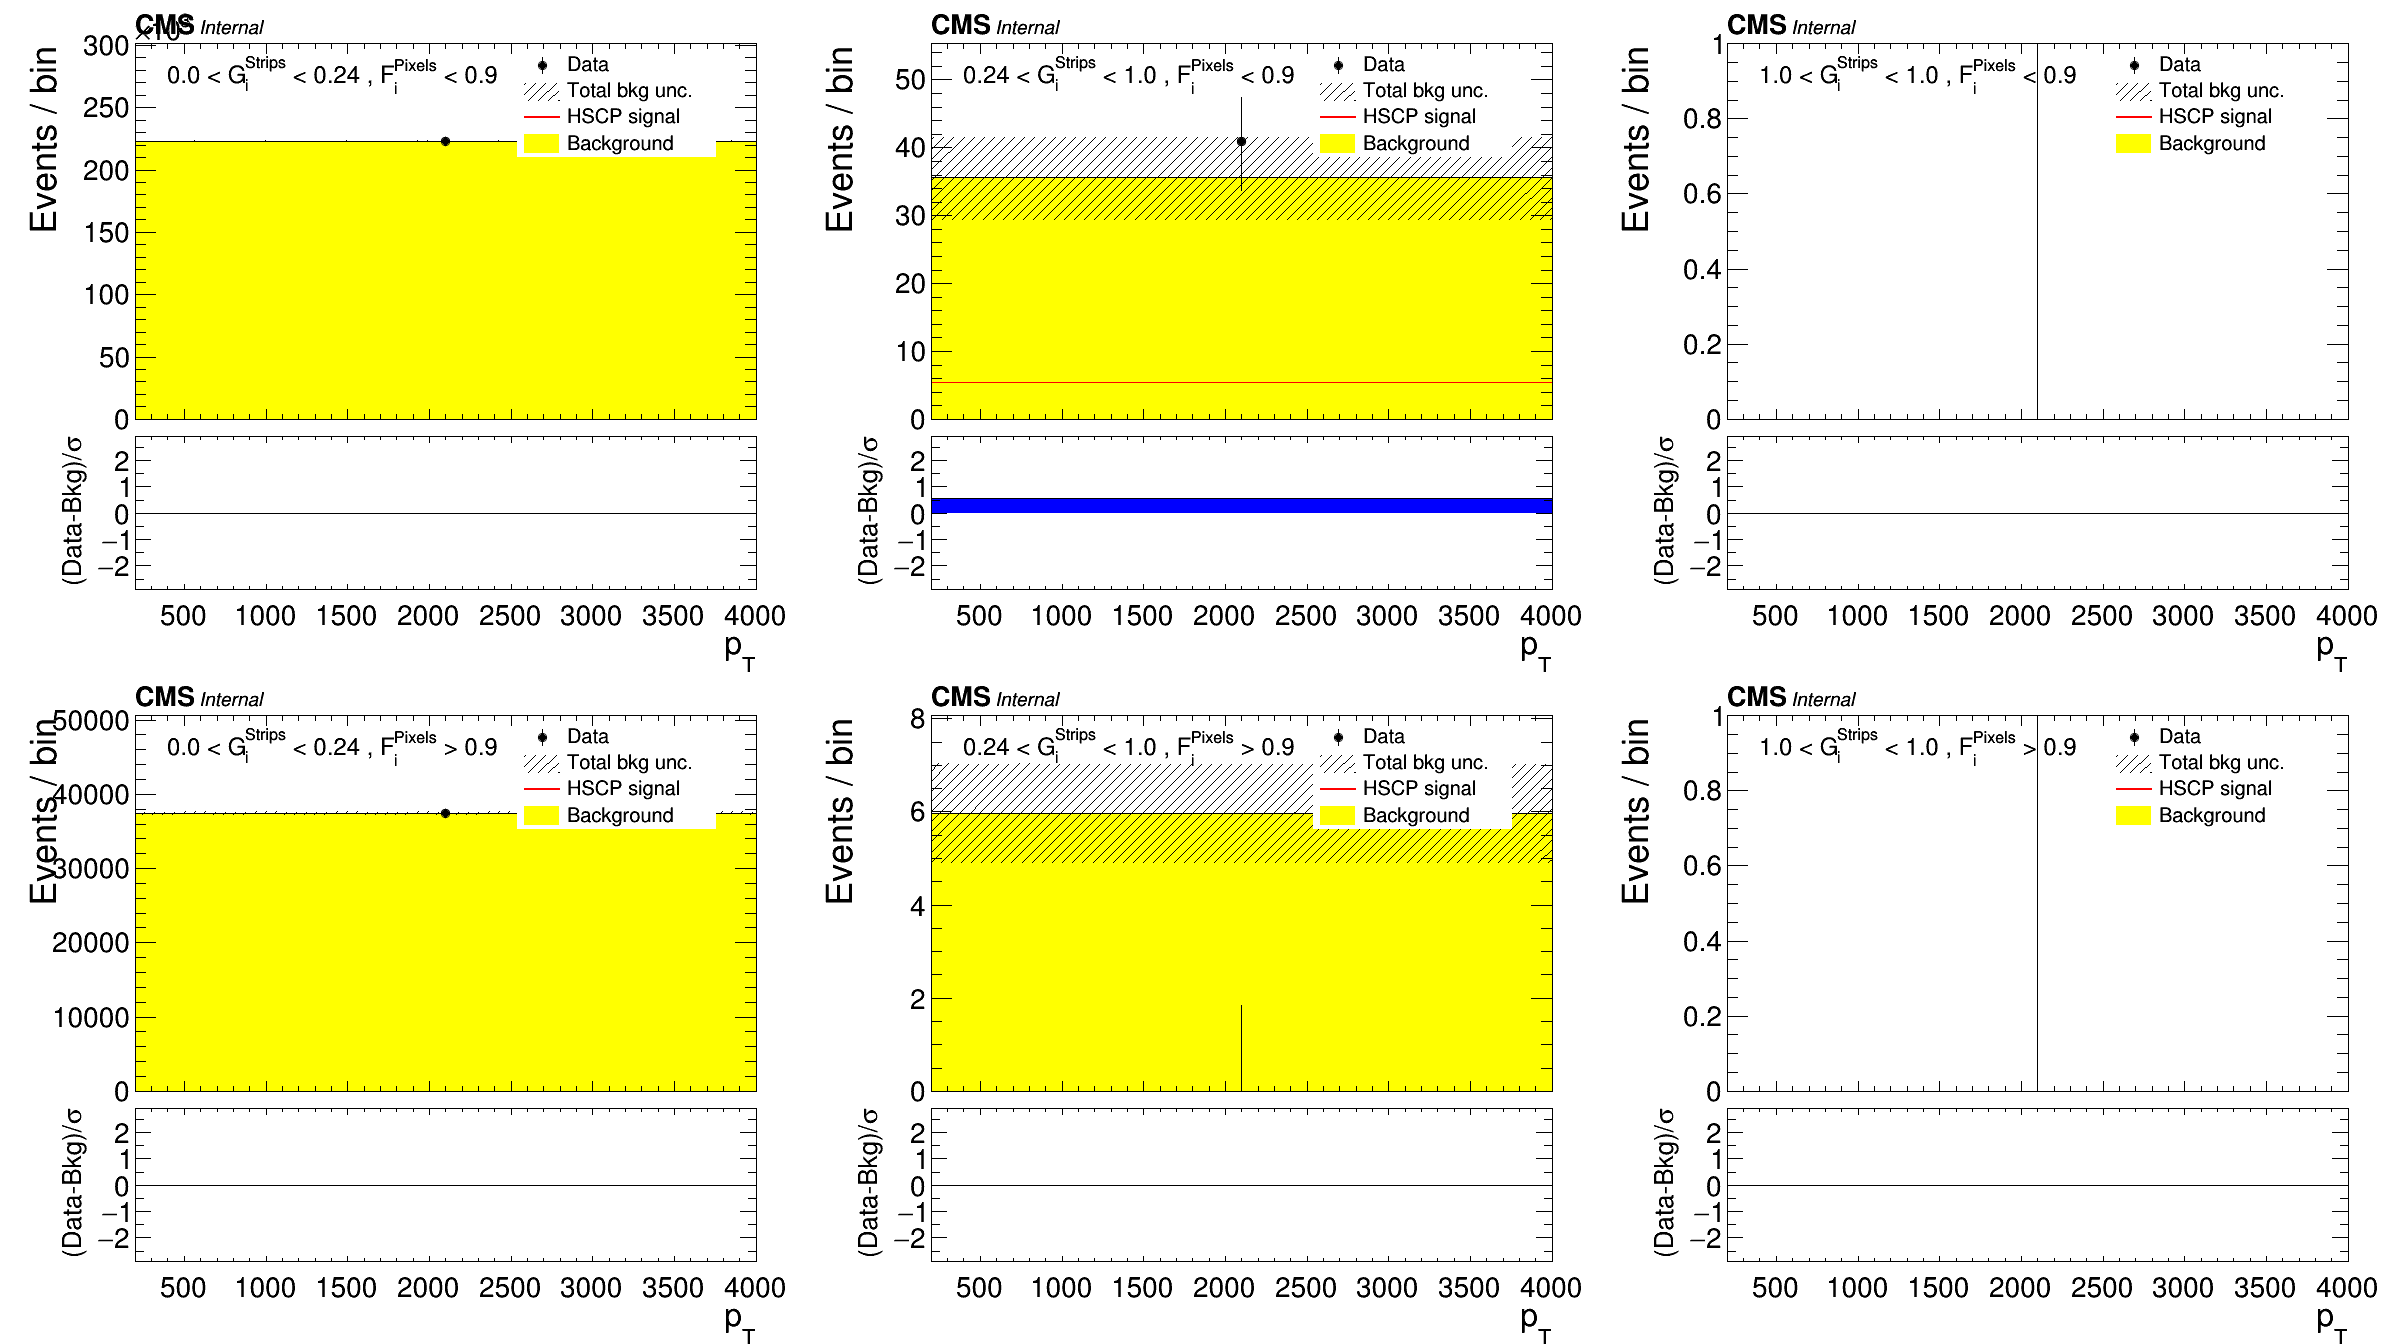 CMS Internal
×10
Events / bin
300
250
200
150
100
50
0
0.0 < G_i^Strips < 0.24 , F_i^Pixels < 0.9
Data
Total bkg unc.
HSCP signal
Background
(Data-Bkg)/σ
2
1
0
−1
−2
500 1000 1500 2000 2500 3000 3500 4000
p_T
CMS Internal
Events / bin
50
40
30
20
10
0
0.24 < G_i^Strips < 1.0 , F_i^Pixels < 0.9
Data
Total bkg unc.
HSCP signal
Background
(Data-Bkg)/σ
2
1
0
−1
−2
500 1000 1500 2000 2500 3000 3500 4000
p_T
CMS Internal
Events / bin
1
0.8
0.6
0.4
0.2
0
1.0 < G_i^Strips < 1.0 , F_i^Pixels < 0.9
Data
Total bkg unc.
HSCP signal
Background
(Data-Bkg)/σ
2
1
0
−1
−2
500 1000 1500 2000 2500 3000 3500 4000
p_T
CMS Internal
Events / bin
50000
40000
30000
20000
10000
0
0.0 < G_i^Strips < 0.24 , F_i^Pixels > 0.9
Data
Total bkg unc.
HSCP signal
Background
(Data-Bkg)/σ
2
1
0
−1
−2
500 1000 1500 2000 2500 3000 3500 4000
p_T
CMS Internal
Events / bin
8
6
4
2
0
0.24 < G_i^Strips < 1.0 , F_i^Pixels > 0.9
Data
Total bkg unc.
HSCP signal
Background
(Data-Bkg)/σ
2
1
0
−1
−2
500 1000 1500 2000 2500 3000 3500 4000
p_T
CMS Internal
Events / bin
1
0.8
0.6
0.4
0.2
0
1.0 < G_i^Strips < 1.0 , F_i^Pixels > 0.9
Data
Total bkg unc.
HSCP signal
Background
(Data-Bkg)/σ
2
1
0
−1
−2
500 1000 1500 2000 2500 3000 3500 4000
p_T